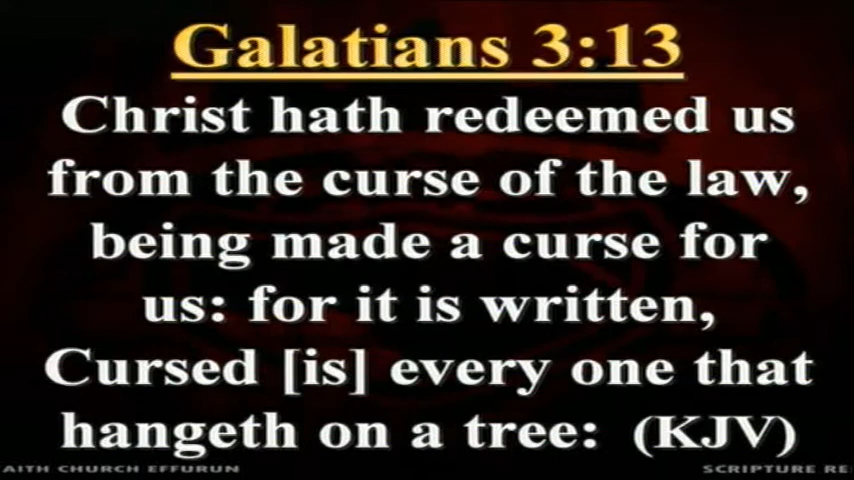 Galatians 3:13
Christ hath redeemed us
from the curse of the law,
being made a curse for
us: for it is written,
Cursed [is] every one that
hangeth on a tree: (KJV)
AITH CHURCH EFFURUN
SCRIPTURE RE